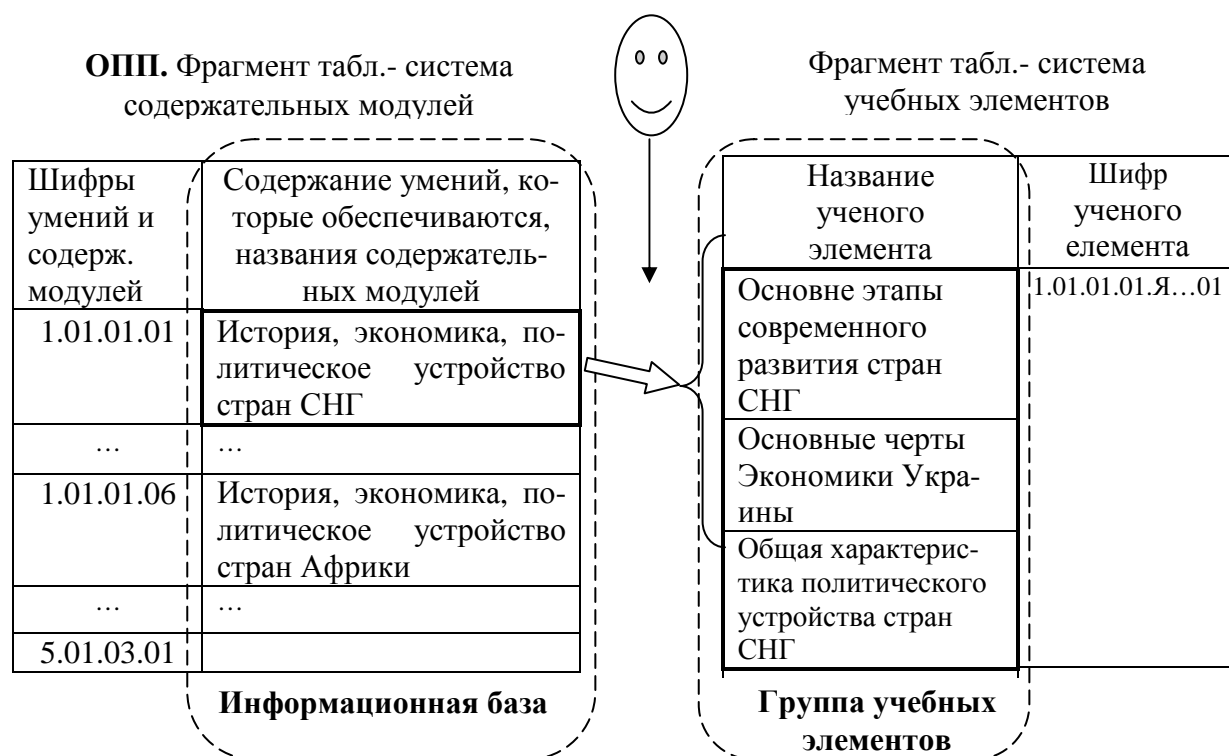 ОПП. Фрагмент табл.- система
содержательных модулей
Фрагмент табл.- система
учебных элементов
Шифры
умений и
содерж.
модулей
Содержание умений, ко-
торые обеспечиваются,
названия содержатель-
ных модулей
1.01.01.01
История, экономика, по-
литическое устройство
стран СНГ
…
…
1.01.01.06
История, экономика, по-
литическое устройство
стран Африки
…
…
5.01.03.01
Информационная база
Название
ученого
элемента
Шифр
ученого
елемента
Основне этапы
современного
развития стран
СНГ
1.01.01.01.Я…01
Основные черты
Экономики Укра-
ины
Общая характерис-
тика политического
устройства стран
СНГ
Группа учебных
элементов